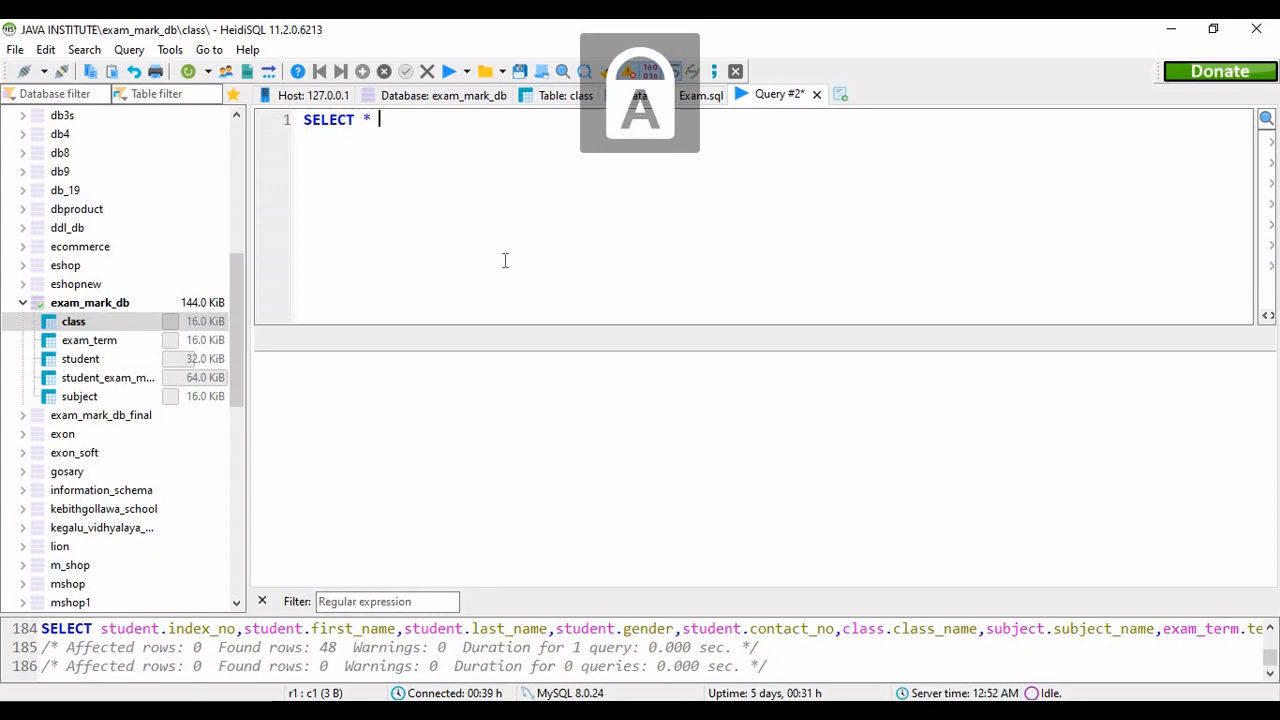 JAVA INSTITUTE\exam_mark_db\class\ - HeidiSQL 11.2.0.6213
File Edit Search Query Tools Go to Help
Donate
Database filter Table filter Host: 127.0.0.1 Database: exam_mark_db Table: class Exam.sql Query #2*
A
db3s
db4
db8
db9
db_19
dbproduct
ddl_db
ecommerce
eshop
eshopnew
exam_mark_db 144.0 KiB
class 16.0 KiB
exam_term 16.0 KiB
student 32.0 KiB
student_exam_m... 64.0 KiB
subject 16.0 KiB
exam_mark_db_final
exon
exon_soft
gosary
information_schema
kebithgollawa_school
kegalu_vidhyalaya_...
lion
m_shop
mshop
mshop1
1 SELECT *
Filter: Regular expression
184 SELECT student.index_no,student.first_name,student.last_name,student.gender,student.contact_no,class.class_name,subject.subject_name,exam_term.te
185 /* Affected rows: 0 Found rows: 48 Warnings: 0 Duration for 1 query: 0.000 sec. */
186 /* Affected rows: 0 Found rows: 0 Warnings: 0 Duration for 0 queries: 0.000 sec. */
r1 : c1 (3 B) Connected: 00:39 h MySQL 8.0.24 Uptime: 5 days, 00:31 h Server time: 12:52 AM Idle.